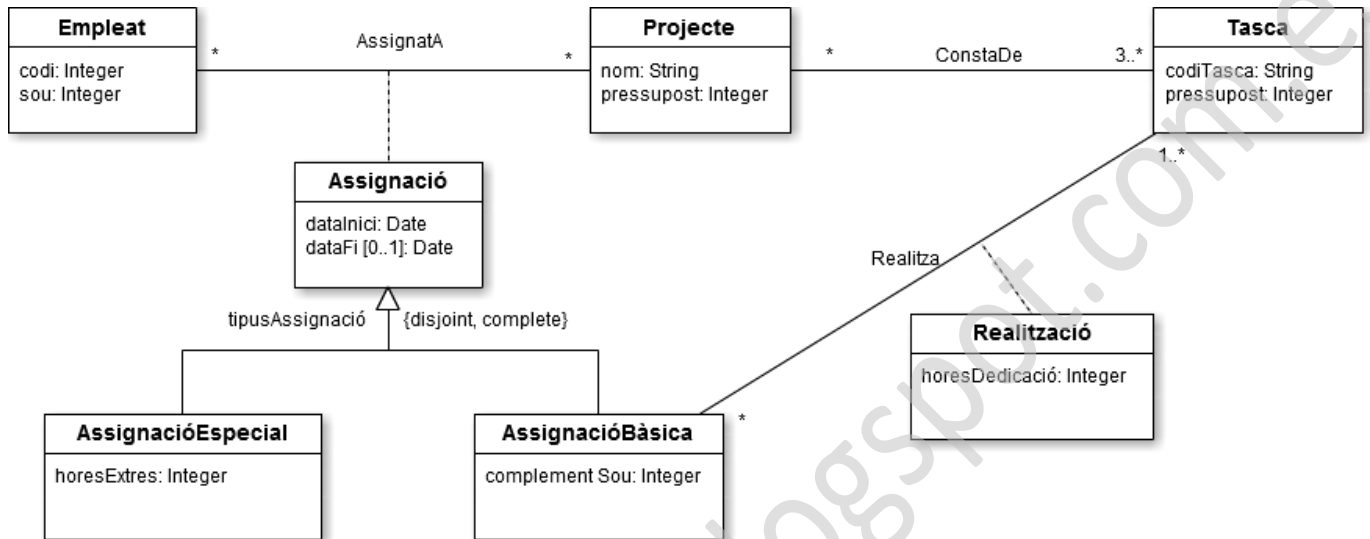 Empleat
codi: Integer
sou: Integer
*
AssignatA
*
Projecte
nom: String
pressupost: Integer
*
ConstaDe
3..*
Tasca
codiTasca: String
pressupost: Integer
1..*
Assignació
dataInici: Date
dataFi [0..1]: Date
Realitza
tipusAssignació
{disjoint, complete}
Realització
horesDedicació: Integer
AssignacióEspecial
horesExtres: Integer
AssignacióBàsica
complement Sou: Integer
*
logspot.com.e